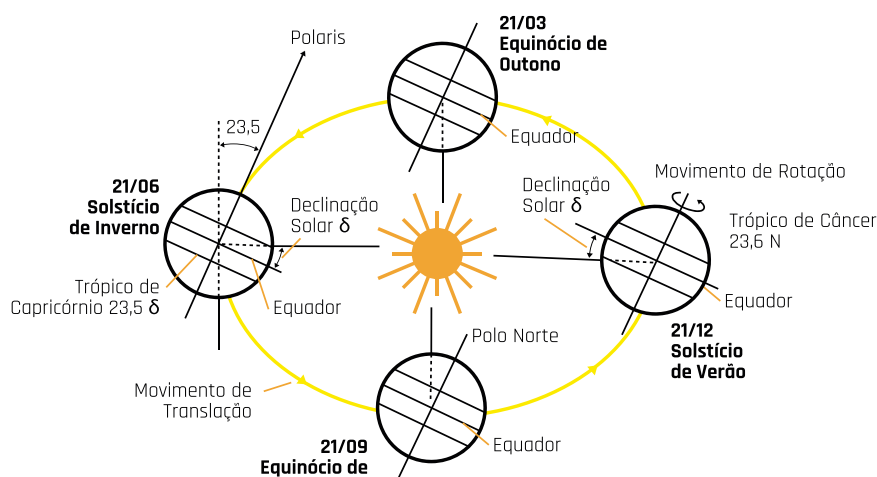 21/03
Equinócio de
Outono
Polaris
23,5
Equador
Movimento de Rotação
21/06
Solstício
de Inverno
Declinação
Solar δ
Declinação
Solar δ
Trópico de Câncer
23,6 N
Trópico de
Capricórnio 23,5 δ
Equador
Equador
21/12
Solstício
de Verão
Polo Norte
Movimento de
Translação
21/09
Equinócio de
Equador